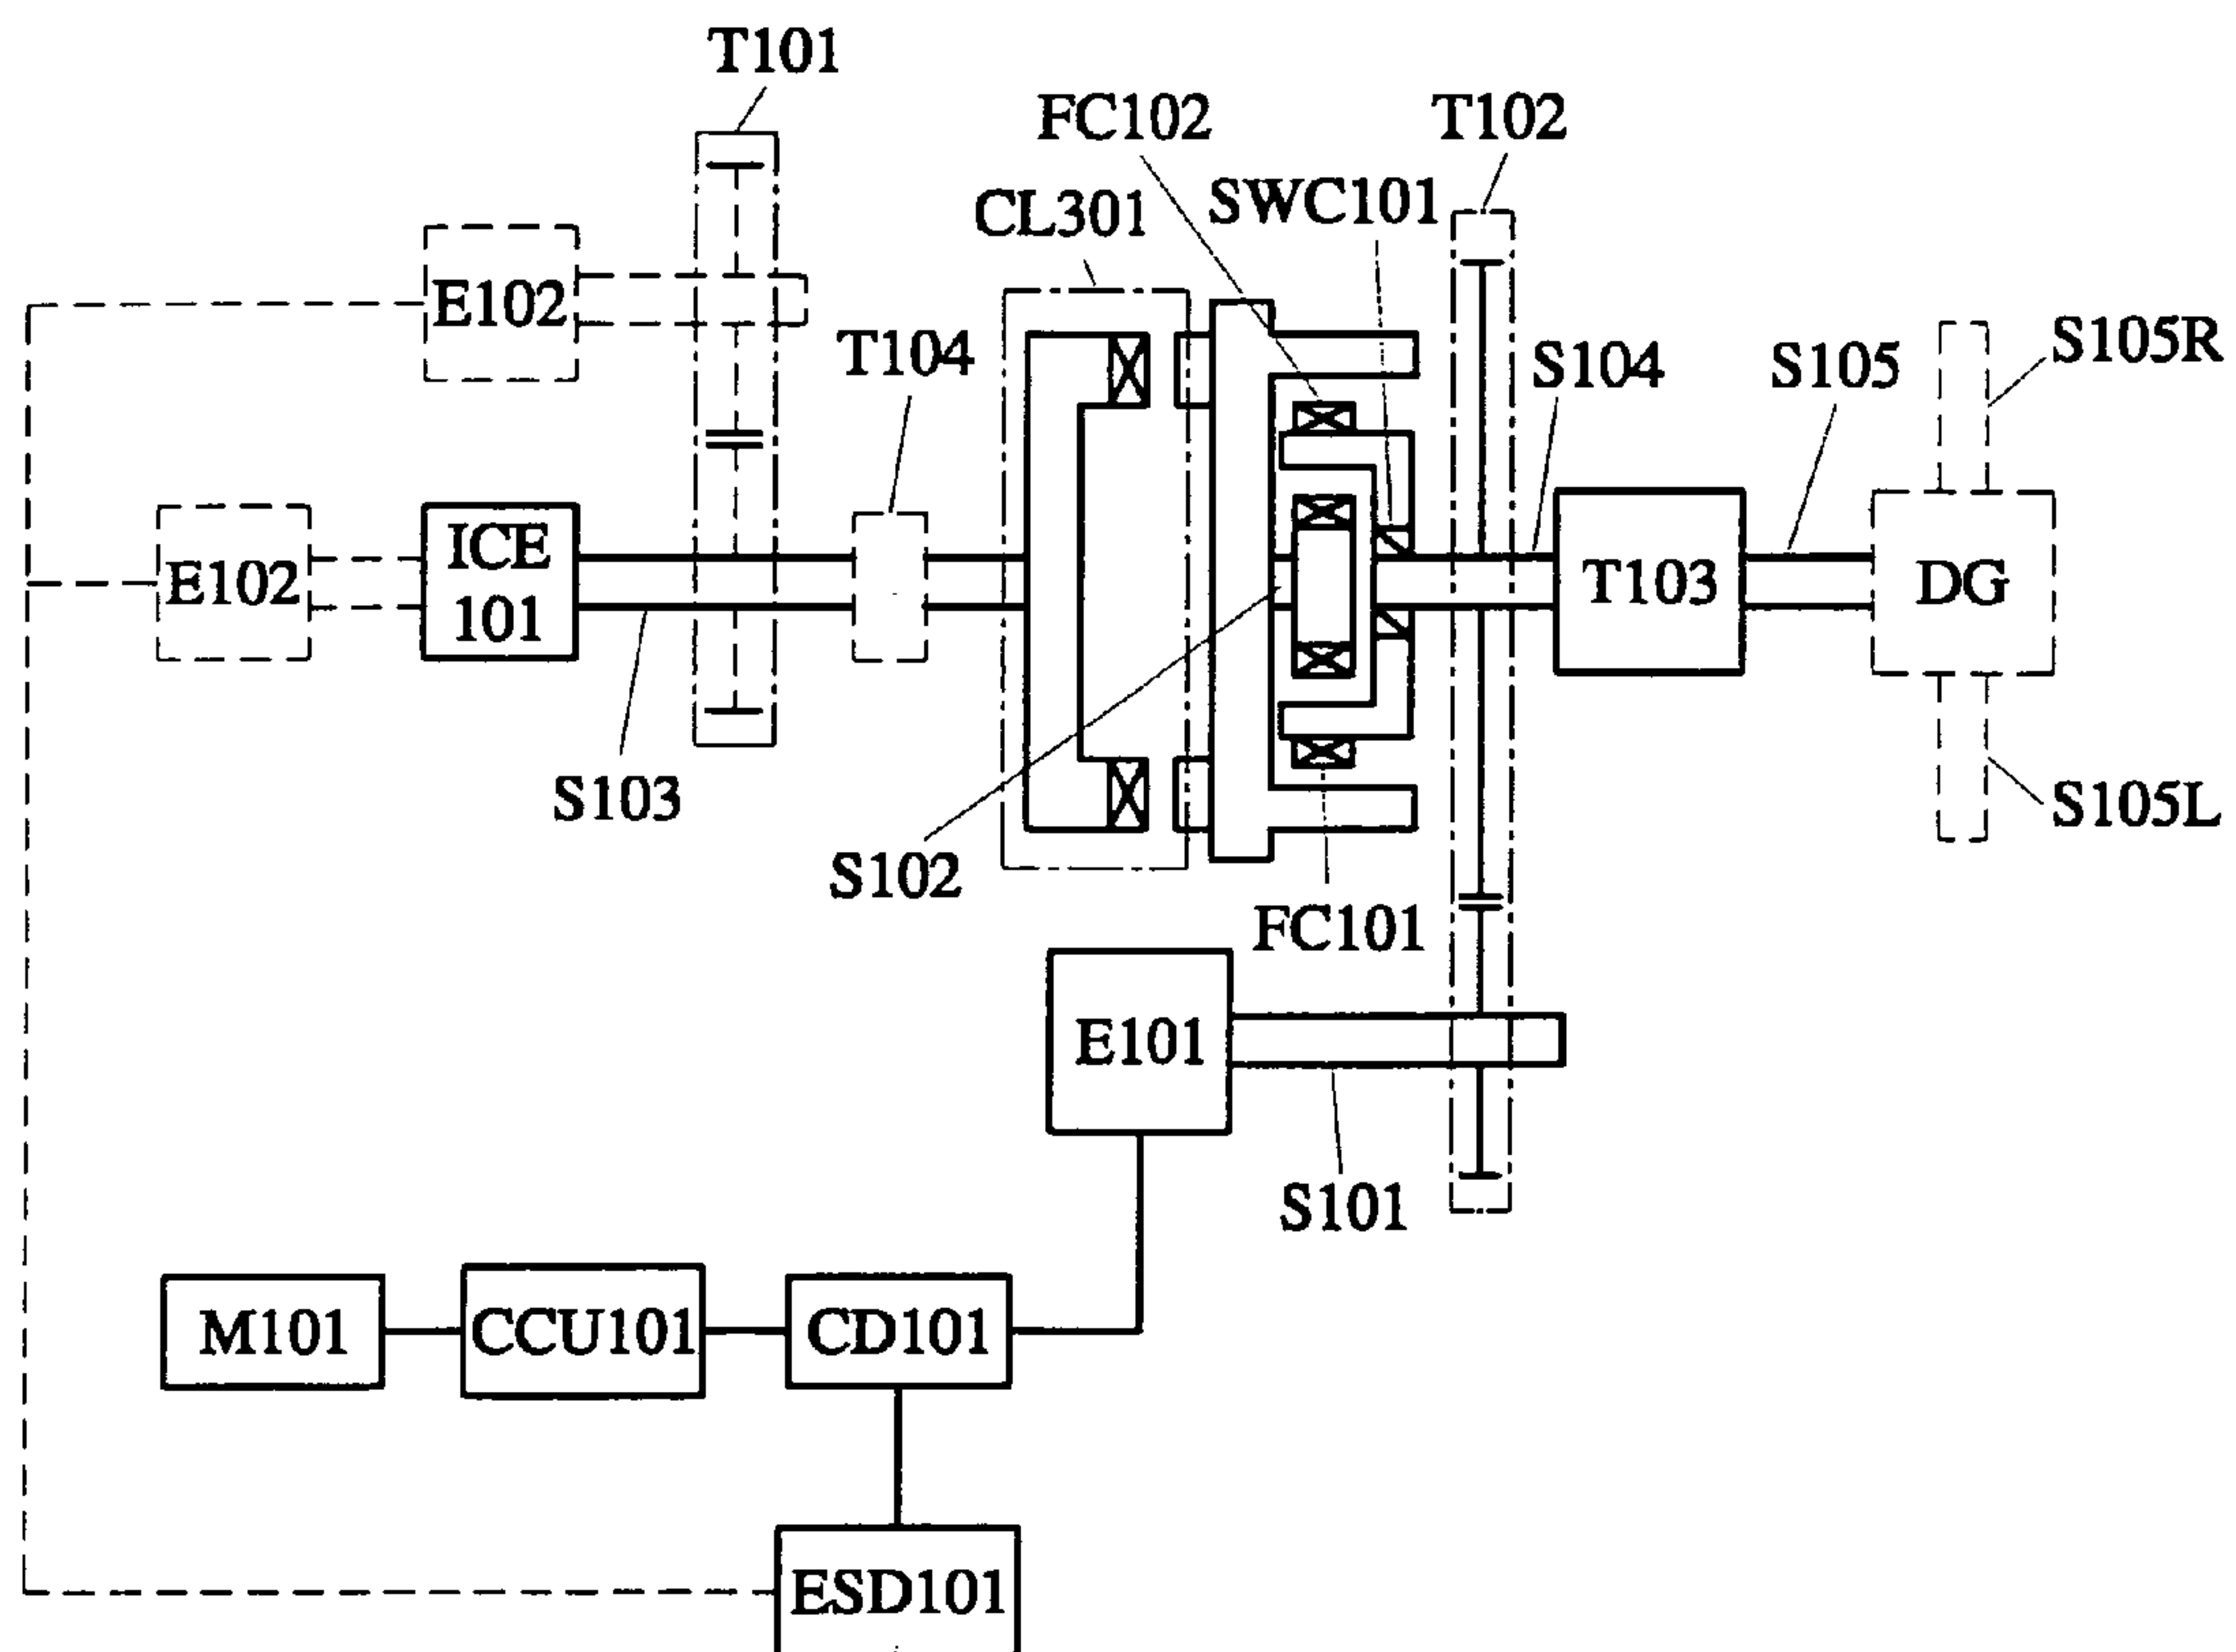 T101
FC102
T102
CL301
SWC101
E102
T104
S104
S105
S105R
E102
ICE
101
T103
DG
S103
S102
S105L
FC101
E101
S101
M101
CCU101
CD101
ESD101